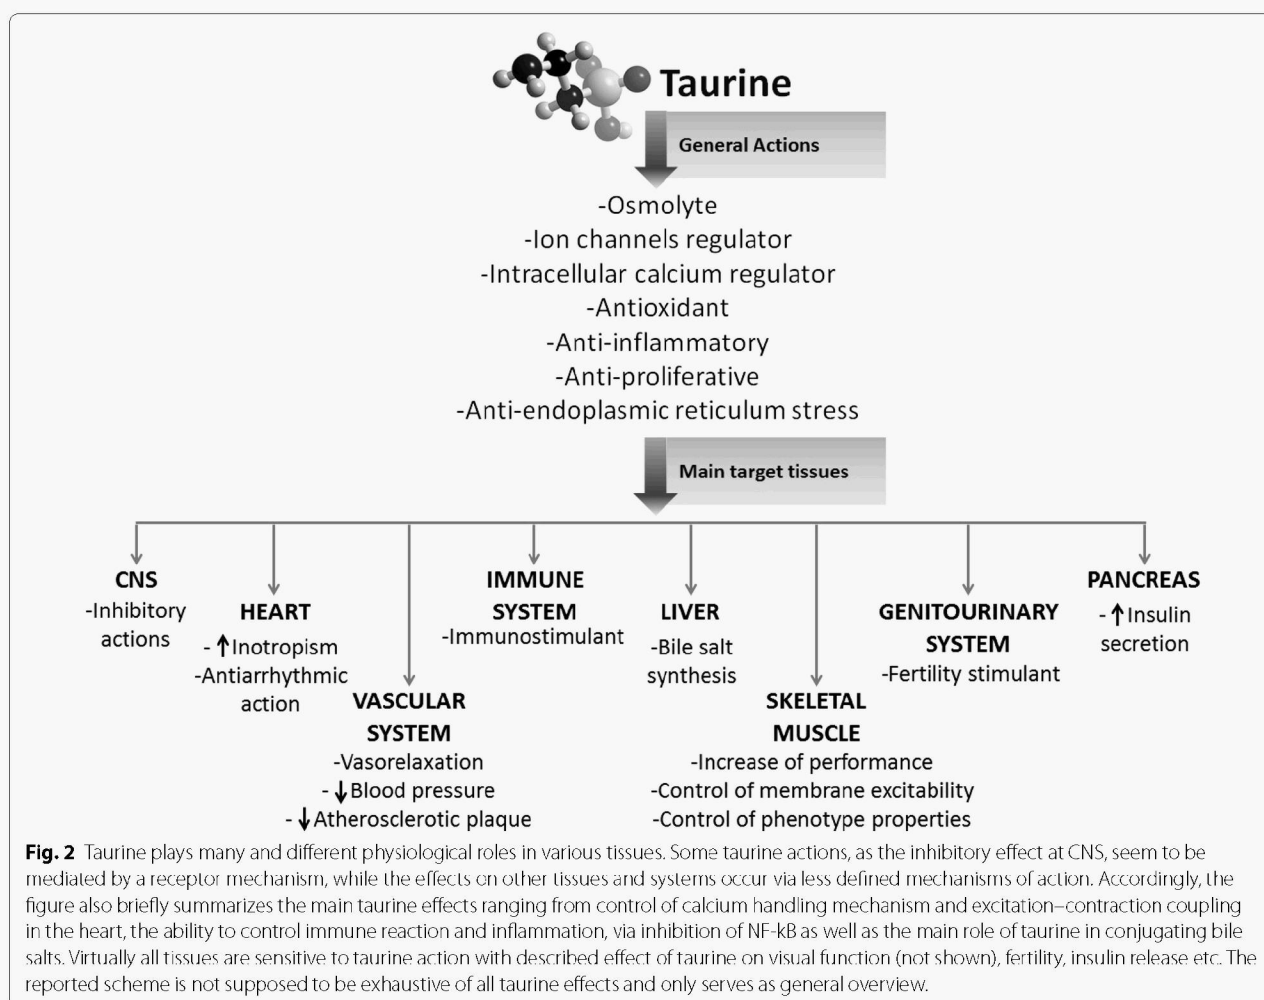 Taurine
General Actions
-Osmolyte
-Ion channels regulator
-Intracellular calcium regulator
-Antioxidant
-Anti-inflammatory
-Anti-proliferative
-Anti-endoplasmic reticulum stress
Main target tissues
CNS
-Inhibitory
actions
HEART
- ↑Inotropism
-Antiarrhythmic
action
VASCULAR
SYSTEM
-Vasorelaxation
- ↓Blood pressure
- ↓Atherosclerotic plaque
IMMUNE
SYSTEM
-Immunostimulant
LIVER
-Bile salt
synthesis
SKELETAL
MUSCLE
-Increase of performance
-Control of membrane excitability
-Control of phenotype properties
GENITOURINARY
SYSTEM
-Fertility stimulant
PANCREAS
- ↑Insulin
secretion
Fig. 2 Taurine plays many and different physiological roles in various tissues. Some taurine actions, as the inhibitory effect at CNS, seem to be
mediated by a receptor mechanism, while the effects on other tissues and systems occur via less defined mechanisms of action. Accordingly, the
figure also briefly summarizes the main taurine effects ranging from control of calcium handling mechanism and excitation–contraction coupling
in the heart, the ability to control immune reaction and inflammation, via inhibition of NF-kB as well as the main role of taurine in conjugating bile
salts. Virtually all tissues are sensitive to taurine action with described effect of taurine on visual function (not shown), fertility, insulin release etc. The
reported scheme is not supposed to be exhaustive of all taurine effects and only serves as general overview.